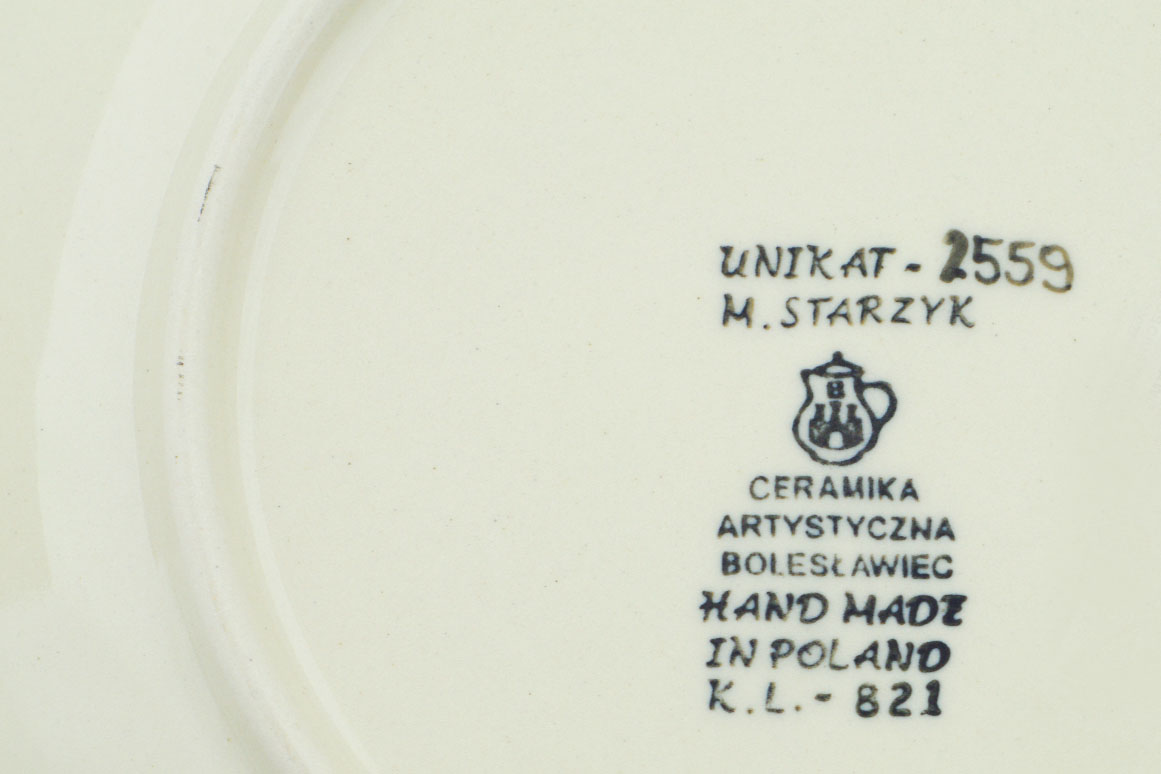 UNIKAT - 2559
M. STARZYK
B
CERAMIKA
ARTYSTYCZNA
BOLESŁAWIEC
HAND MADE
IN POLAND
K.L.- 821